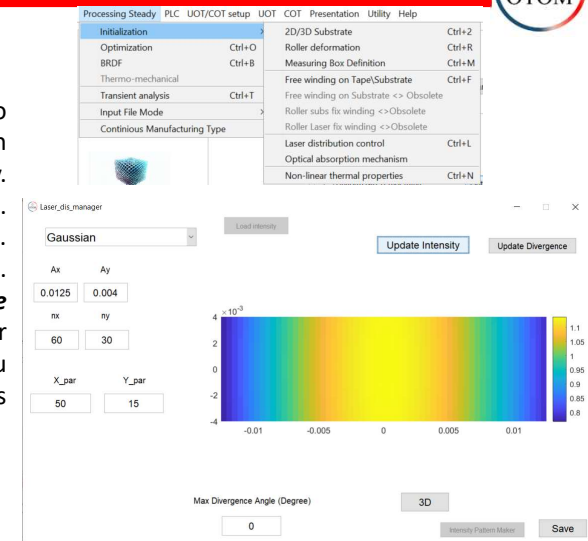 OTOM
Processing Steady PLC UOT/COT setup UOT COT Presentation Utility Help
Initialization >
Optimization Ctrl+O
BRDF Ctrl+B
Thermo-mechanical
Transient analysis Ctrl+T
Input File Mode >
Continious Manufacturing Type
2D/3D Substrate Ctrl+2
Roller deformation Ctrl+R
Measuring Box Definition Ctrl+M
Free winding on Tape\Substrate Ctrl+F
Free winding on Substrate <> Obsolete
Roller subs fix winding <>Obsolete
Roller Laser fix winding <>Obsolete
Laser distribution control Ctrl+L
Optical absorption mechanism
Non-linear thermal properties Ctrl+N
Laser_dis_manager
Gaussian
Load intensity
Update Intensity
Update Divergence
Ax Ay
0.0125 0.004
nx ny
60 30
X_par Y_par
50 15
× 10⁻³
4
2
0
-2
-4
-0.01 -0.005 0 0.005 0.01
1.1
1.05
1
0.95
0.9
0.85
0.8
Max Divergence Angle (Degree)
0
3D
Intensity Pattern Maker
Save